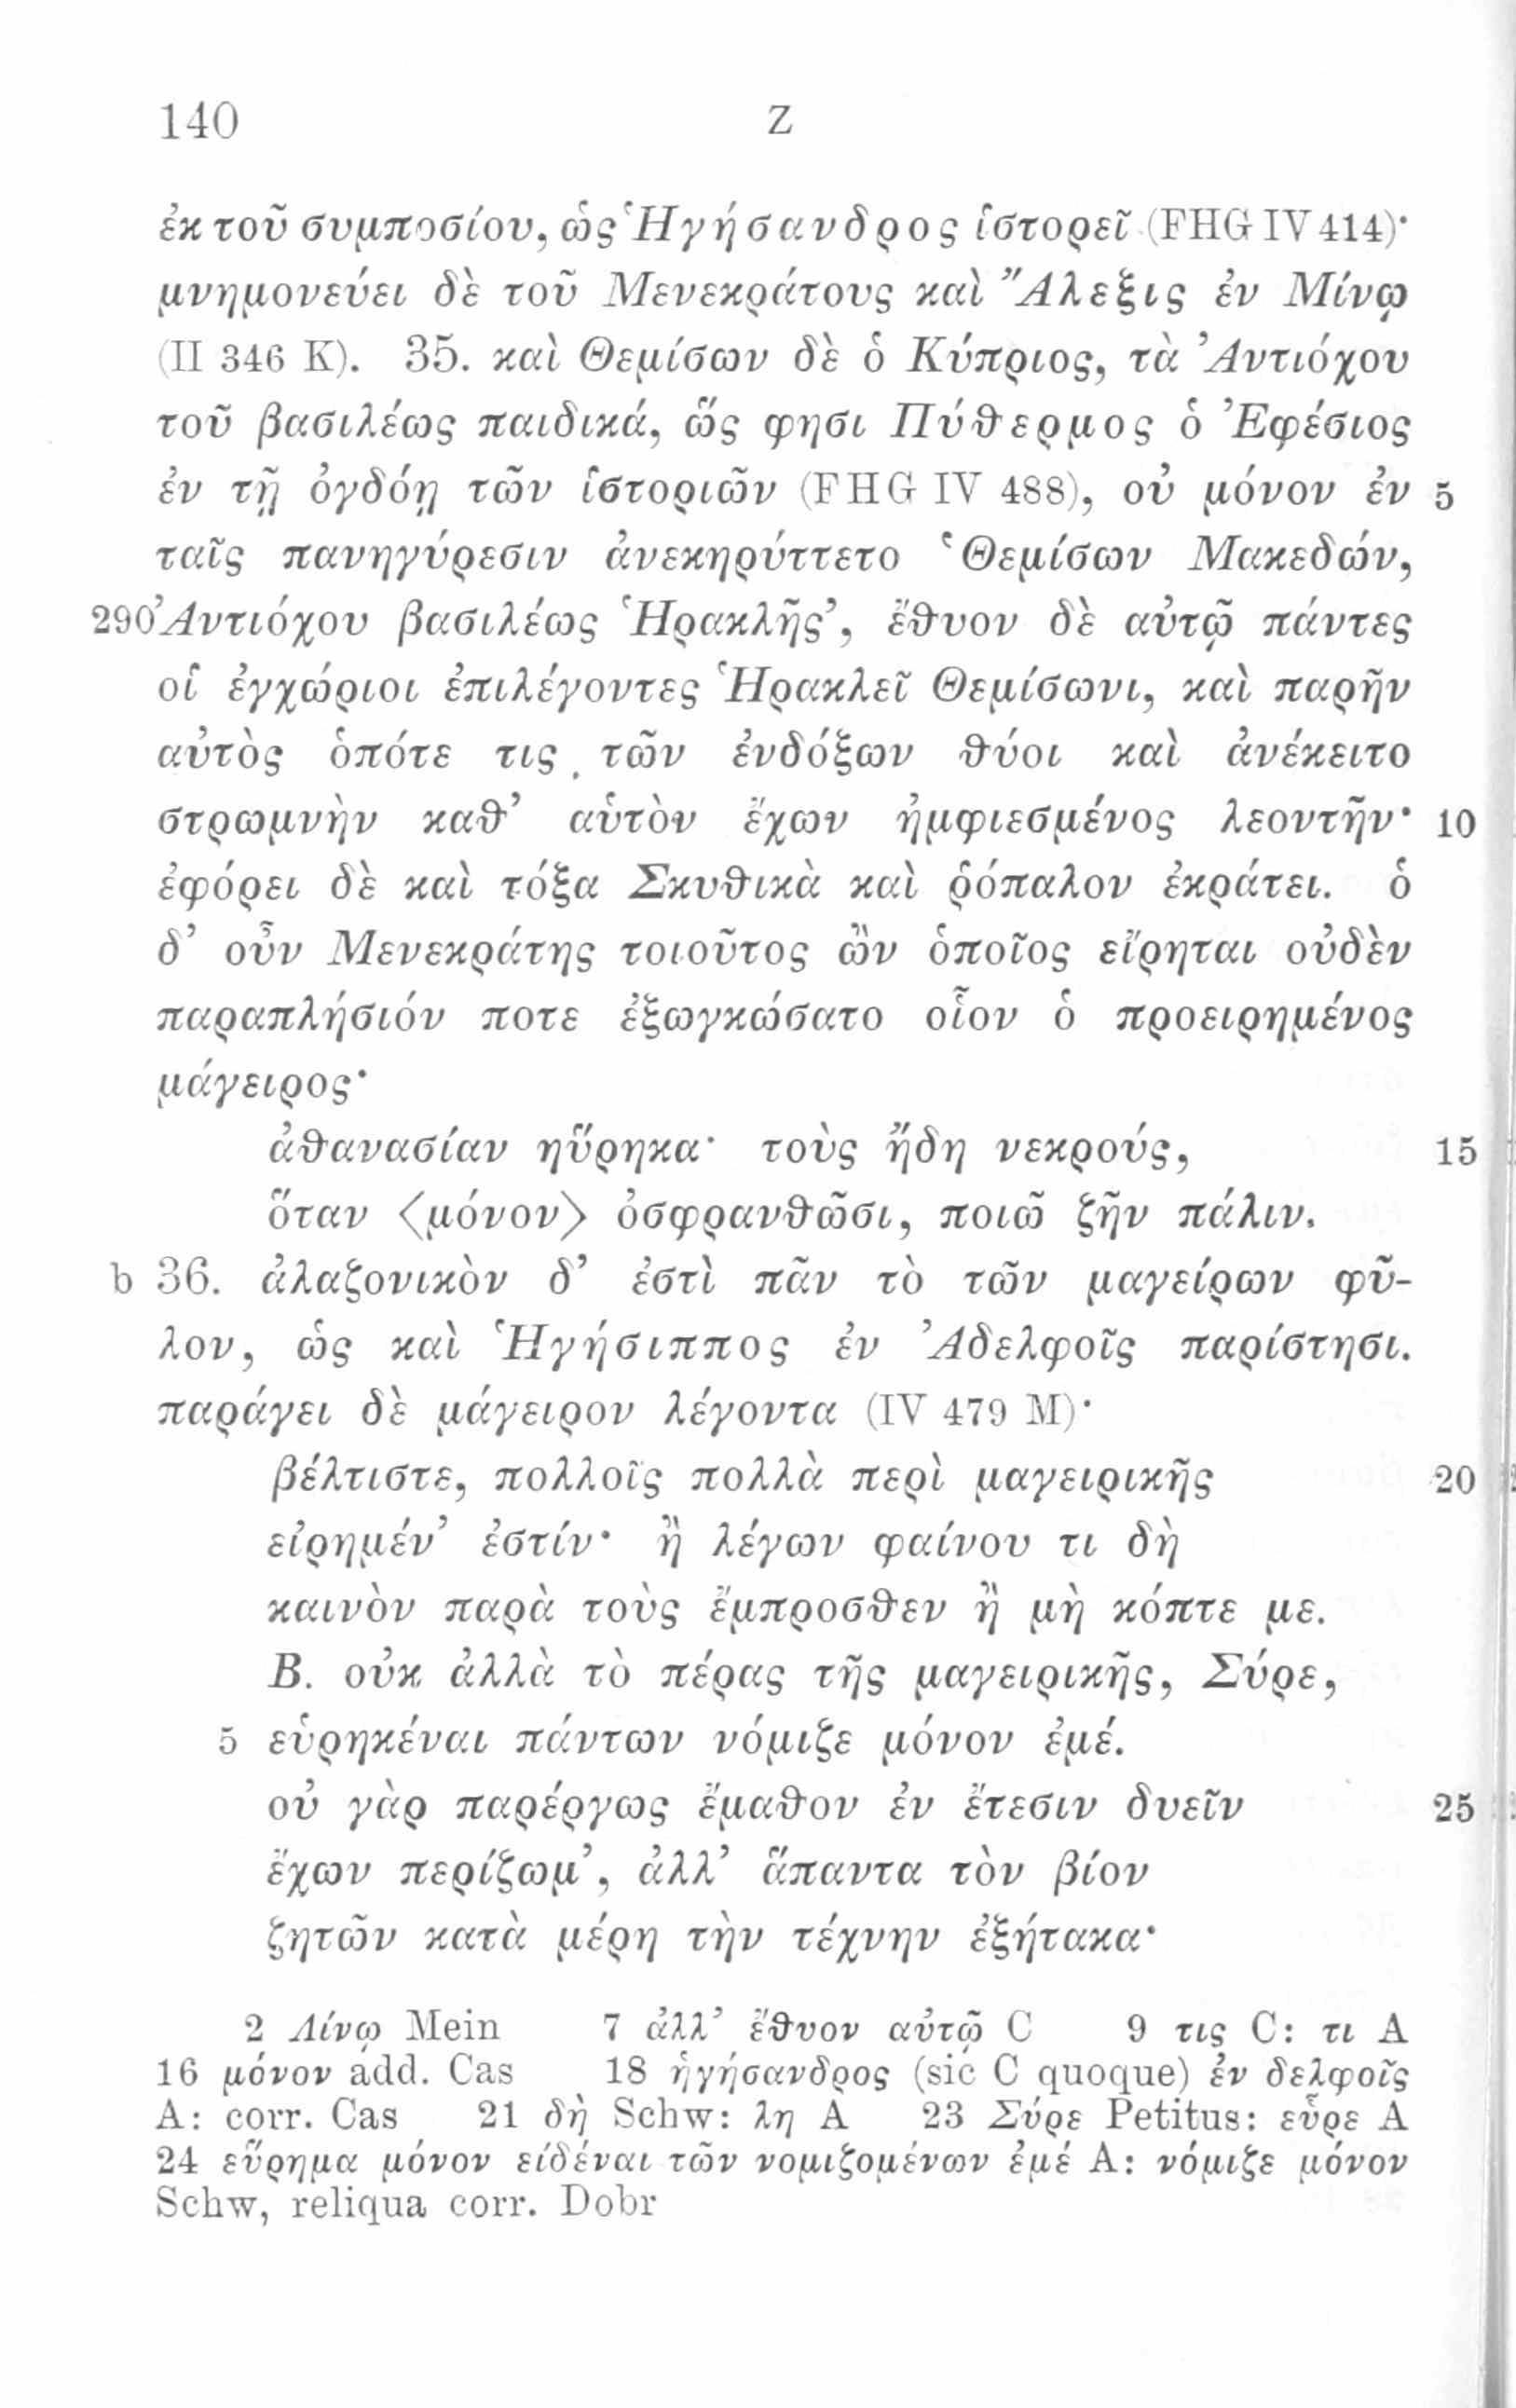 140 Z
ἐκ τοῦ συμποσίου, ὡς Ἡγήσανδρος ἱστορεῖ (FHG IV 414)·
μνημονεύει δὲ τοῦ Μενεκράτους καὶ Ἄλεξις ἐν Μίνῳ
(II 346 K). 35. καὶ Θεμίσων δὲ ὁ Κύπριος, τὰ Ἀντιόχου
τοῦ βασιλέως παιδικά, ὥς φησι Πύθερμος ὁ Ἐφέσιος
ἐν τῇ ὀγδόῃ τῶν ἱστοριῶν (FHG IV 488), οὐ μόνον ἐν 5
ταῖς πανηγύρεσιν ἀνεκηρύττετο ‘Θεμίσων Μακεδών,
290 Ἀντιόχου βασιλέως Ἡρακλῆς’, ἔθυον δὲ αὐτῷ πάντες
οἱ ἐγχώριοι ἐπιλέγοντες Ἡρακλεῖ Θεμίσωνι, καὶ παρῆν
αὐτὸς ὁπότε τις τῶν ἐνδόξων θύοι καὶ ἀνέκειτο
στρωμνὴν καθ’ αὑτὸν ἔχων ἠμφιεσμένος λεοντῆν· 10
ἐφόρει δὲ καὶ τόξα Σκυθικὰ καὶ ῥόπαλον ἐκράτει. ὁ
δ’ οὖν Μενεκράτης τοιοῦτος ὢν ὁποῖος εἴρηται οὐδὲν
παραπλήσιόν ποτε ἐξωγκώσατο οἷον ὁ προειρημένος
μάγειρος·
ἀθανασίαν ηὕρηκα· τοὺς ἤδη νεκρούς, 15
ὅταν ⟨μόνον⟩ ὀσφρανθῶσι, ποιῶ ζῆν πάλιν.
b 36. ἀλαζονικὸν δ’ ἐστὶ πᾶν τὸ τῶν μαγείρων φῦ-
λον, ὡς καὶ Ἡγήσιππος ἐν Ἀδελφοῖς παρίστησι.
παράγει δὲ μάγειρον λέγοντα (IV 479 M)·
βέλτιστε, πολλοῖς πολλὰ περὶ μαγειρικῆς 20
εἰρημέν’ ἐστίν· ἢ λέγων φαίνου τι δὴ
καινὸν παρὰ τοὺς ἔμπροσθεν ἢ μὴ κόπτε με.
Β. οὐκ ἀλλὰ τὸ πέρας τῆς μαγειρικῆς, Σύρε,
5 εὑρηκέναι πάντων νόμιζε μόνον ἐμέ.
οὐ γὰρ παρέργως ἔμαθον ἐν ἔτεσιν δυεῖν 25
ἔχων περίζωμ’, ἀλλ’ ἅπαντα τὸν βίον
ζητῶν κατὰ μέρη τὴν τέχνην ἐξήτακα·
2 Λίνῳ Mein 7 ἀλλ’ ἔθυον αὐτῷ C 9 τις C: τι A
16 μόνον add. Cas 18 ἡγήσανδρος (sic C quoque) ἐν δελφοῖς
A: corr. Cas 21 δὴ Schw: λη A 23 Σύρε Petitus: εὗρε A
24 εὕρημα μόνον εἰδέναι τῶν νομιζομένων ἐμέ A: νόμιζε μόνον
Schw, reliqua corr. Dobr